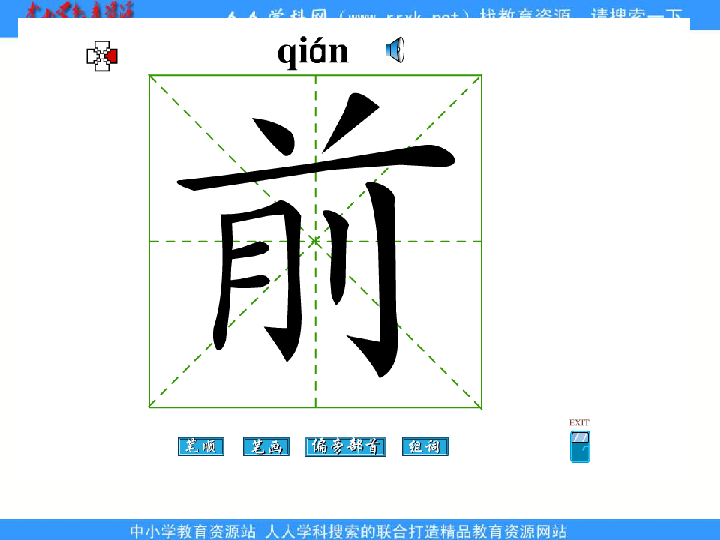 人人学科网（www.rrxk.net）找教育资源，请搜索一下
qián
前
笔顺 笔画 偏旁部首 组词
EXIT
中小学教育资源站 人人学科搜索的联合打造精品教育资源网站